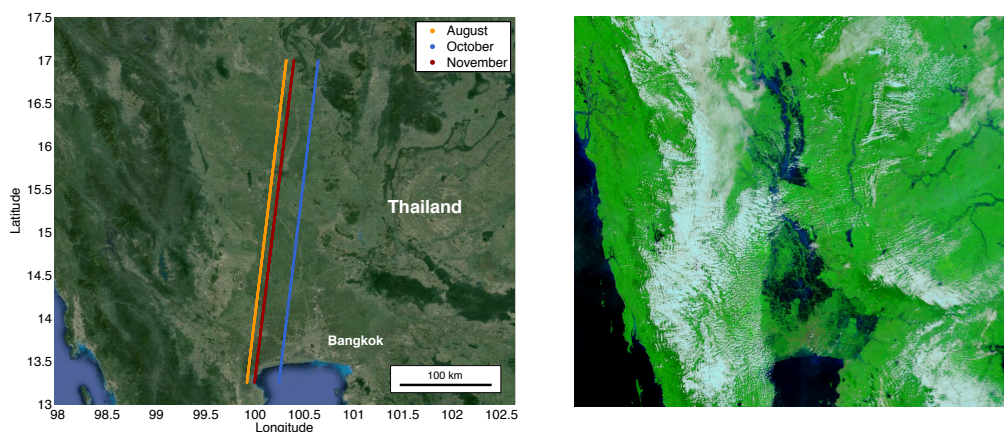 17.5
August
October
November
17
16.5
16
15.5
15
14.5
14
13.5
13
Latitude
Thailand
Bangkok
100 km
98 98.5 99 99.5 100 100.5 101 101.5 102 102.5
Longitude